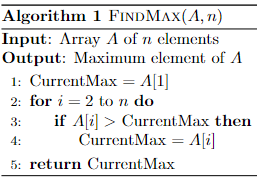 Algorithm 1 FINDMAX(Λ, n)
Input: Array Λ of n elements
Output: Maximum element of Λ
1: CurrentMax = Λ[1]
2: for i = 2 to n do
3: if Λ[i] > CurrentMax then
4: CurrentMax = Λ[i]
5: return CurrentMax